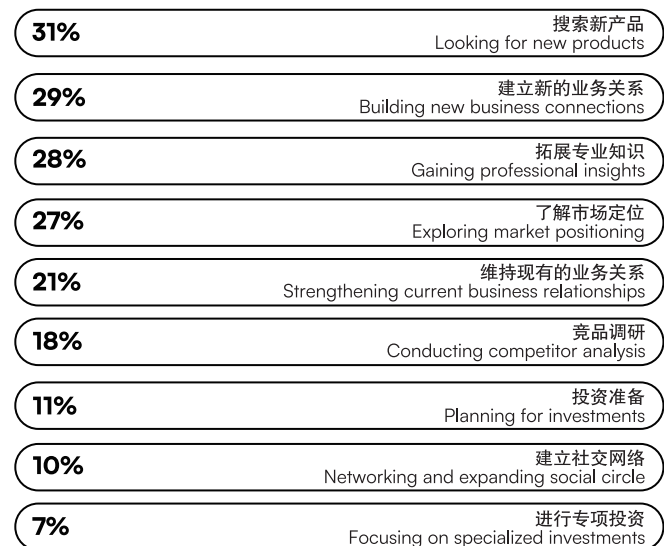 31%
搜索新产品
Looking for new products
29%
建立新的业务关系
Building new business connections
28%
拓展专业知识
Gaining professional insights
27%
了解市场定位
Exploring market positioning
21%
维持现有的业务关系
Strengthening current business relationships
18%
竞品调研
Conducting competitor analysis
11%
投资准备
Planning for investments
10%
建立社交网络
Networking and expanding social circle
7%
进行专项投资
Focusing on specialized investments